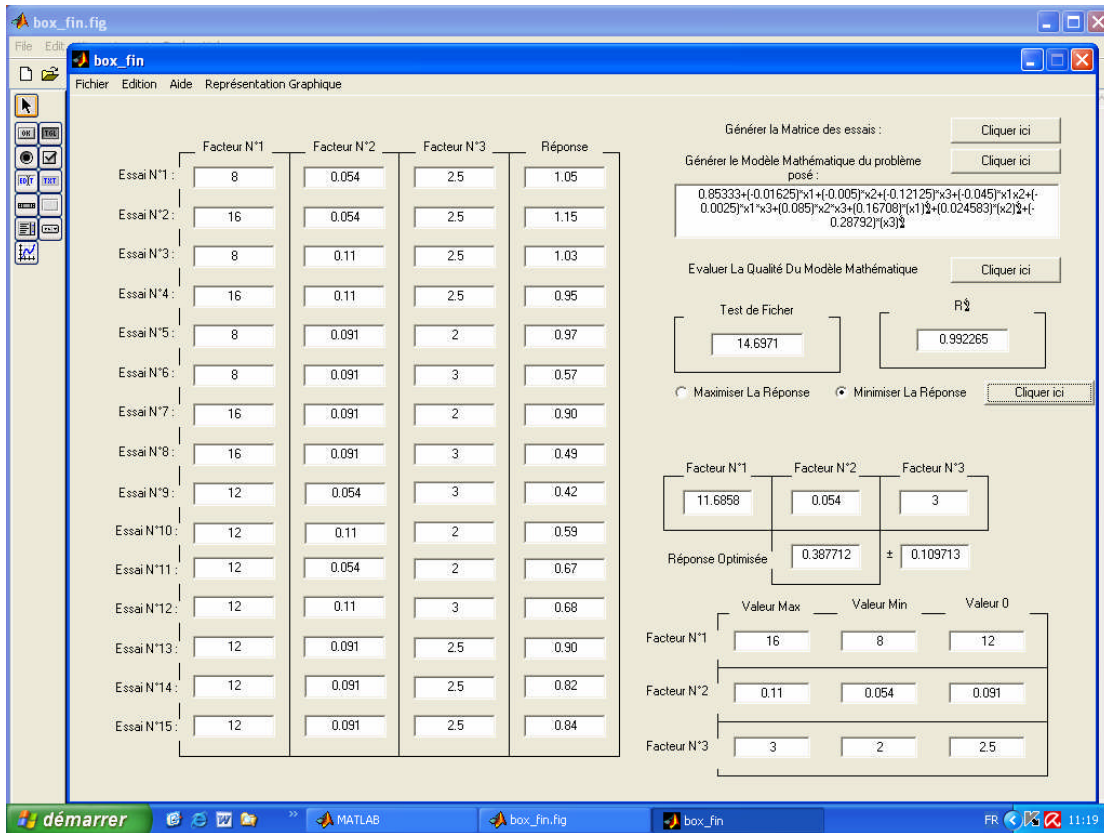 box_fin.fig
File Edit
box_fin
Fichier Edition Aide Représentation Graphique
OK TGL
EDIT TXT
Facteur N°1 Facteur N°2 Facteur N°3 Réponse
Essai N°1 : 8 0.054 2.5 1.05
Essai N°2 : 16 0.054 2.5 1.15
Essai N°3 : 8 0.11 2.5 1.03
Essai N°4 : 16 0.11 2.5 0.95
Essai N°5 : 8 0.091 2 0.97
Essai N°6 : 8 0.091 3 0.57
Essai N°7 : 16 0.091 2 0.90
Essai N°8 : 16 0.091 3 0.49
Essai N°9 : 12 0.054 3 0.42
Essai N°10 : 12 0.11 2 0.59
Essai N°11 : 12 0.054 2 0.67
Essai N°12 : 12 0.11 3 0.68
Essai N°13 : 12 0.091 2.5 0.90
Essai N°14 : 12 0.091 2.5 0.82
Essai N°15 : 12 0.091 2.5 0.84
Générer la Matrice des essais : Cliquer ici
Générer le Modèle Mathématique du problème
posé : Cliquer ici
0.85333+(-0.01625)*x1+(-0.005)*x2+(-0.12125)*x3+(-0.045)*x1x2+(-
0.0025)*x1*x3+(0.085)*x2*x3+(0.16708)*(x1)²+(0.024583)*(x2)²+(-
0.28792)*(x3)²
Evaluer La Qualité Du Modèle Mathématique Cliquer ici
Test de Ficher R²
14.6971 0.992265
Maximiser La Réponse Minimiser La Réponse Cliquer ici
Facteur N°1 Facteur N°2 Facteur N°3
11.6858 0.054 3
Réponse Optimisée 0.387712 ± 0.109713
Valeur Max Valeur Min Valeur 0
Facteur N°1 16 8 12
Facteur N°2 0.11 0.054 0.091
Facteur N°3 3 2 2.5
démarrer MATLAB box_fin.fig box_fin FR 11:19